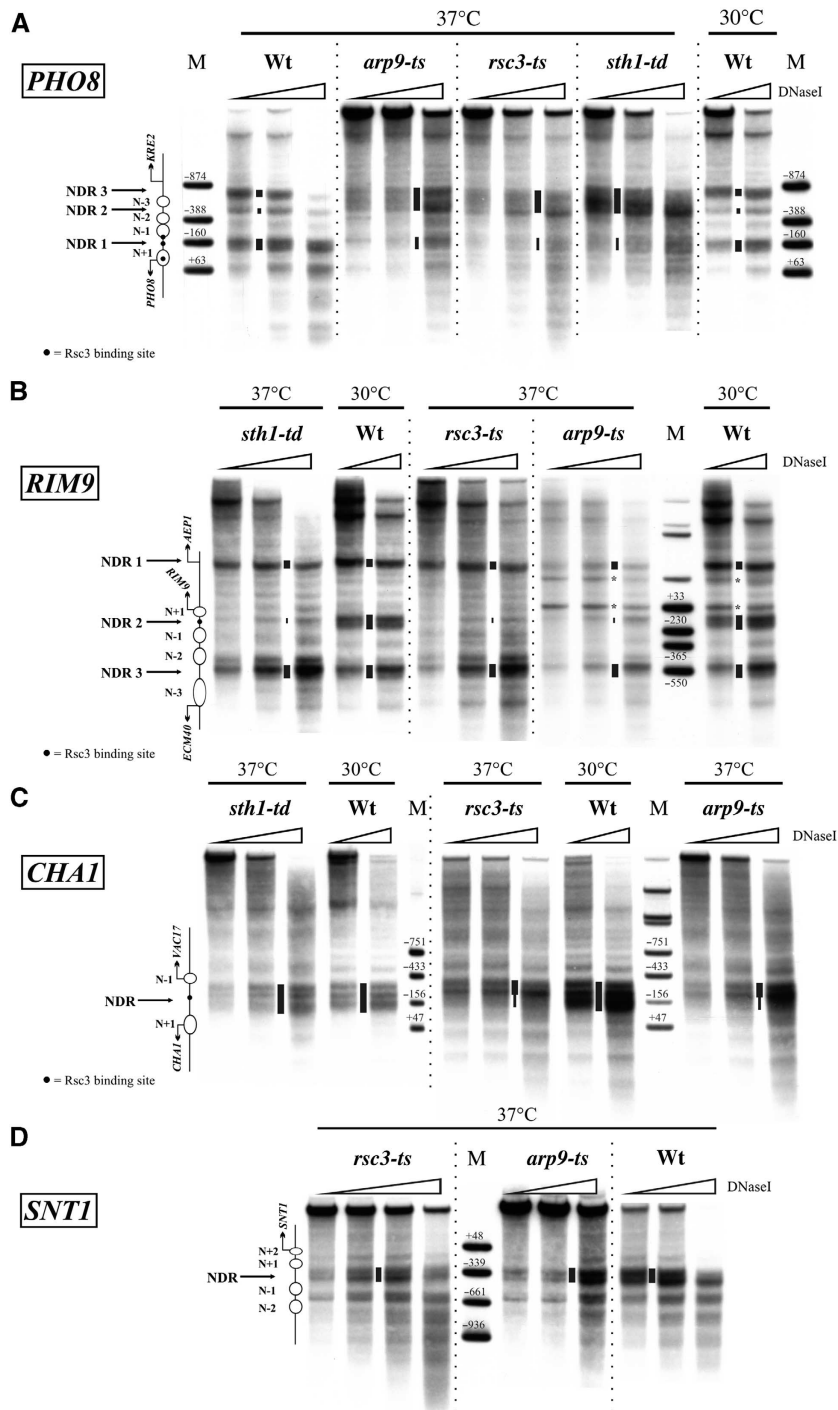 A
37°C
30°C
PHO8
M
Wt
arp9-ts
rsc3-ts
sth1-td
Wt
M
DNaseI
KRE2
NDR 3
N-3
NDR 2
N-2
N-1
NDR 1
N+1
PHO8
−874
−388
−160
+63
−874
−388
−160
+63
● = Rsc3 binding site
B
37°C
30°C
37°C
30°C
sth1-td
Wt
rsc3-ts
arp9-ts
M
Wt
DNaseI
RIM9
AEP1
NDR 1
RIM9
N+1
NDR 2
N-1
N-2
NDR 3
N-3
ECM40
*
*
*
*
+33
−230
−365
−550
● = Rsc3 binding site
C
37°C
30°C
37°C
30°C
37°C
sth1-td
Wt
M
rsc3-ts
Wt
M
arp9-ts
DNaseI
CHA1
VAC17
N-1
NDR
N+1
CHA1
−751
−433
−156
+47
−751
−433
−156
+47
● = Rsc3 binding site
D
37°C
rsc3-ts
M
arp9-ts
Wt
DNaseI
SNT1
SNT1
N+2
N+1
NDR
N-1
N-2
+48
−339
−661
−936